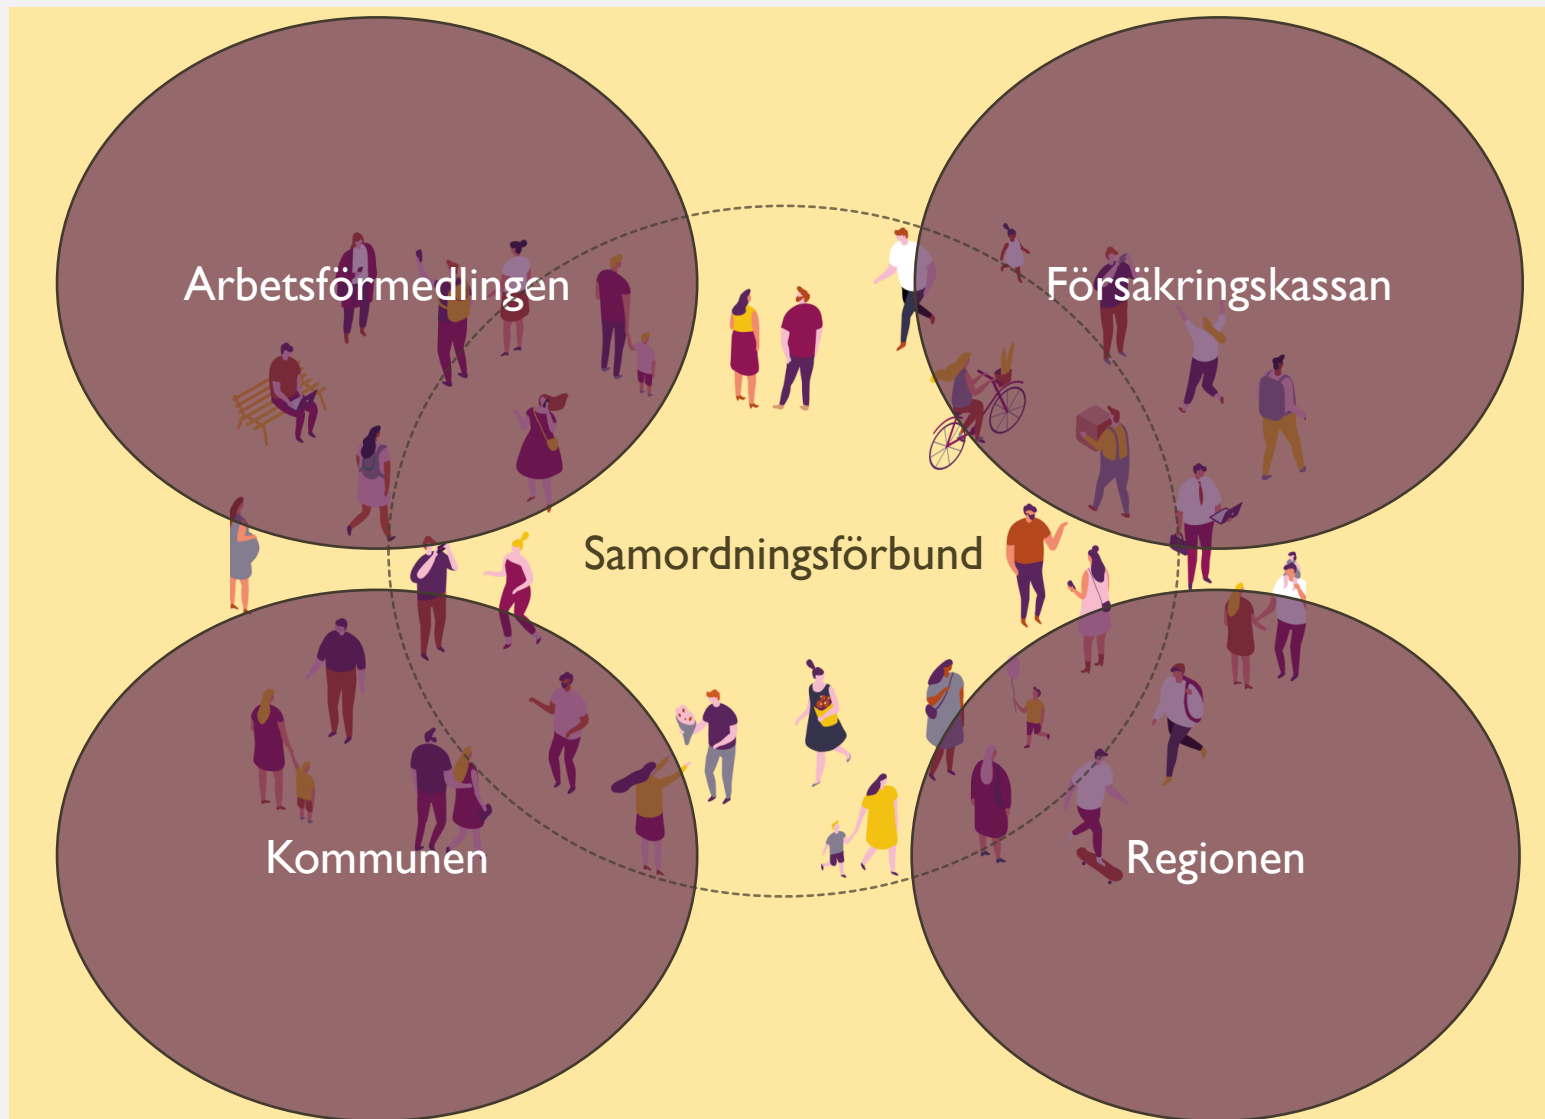 Arbetsförmedlingen
Försäkringskassan
Samordningsförbund
Kommunen
Regionen